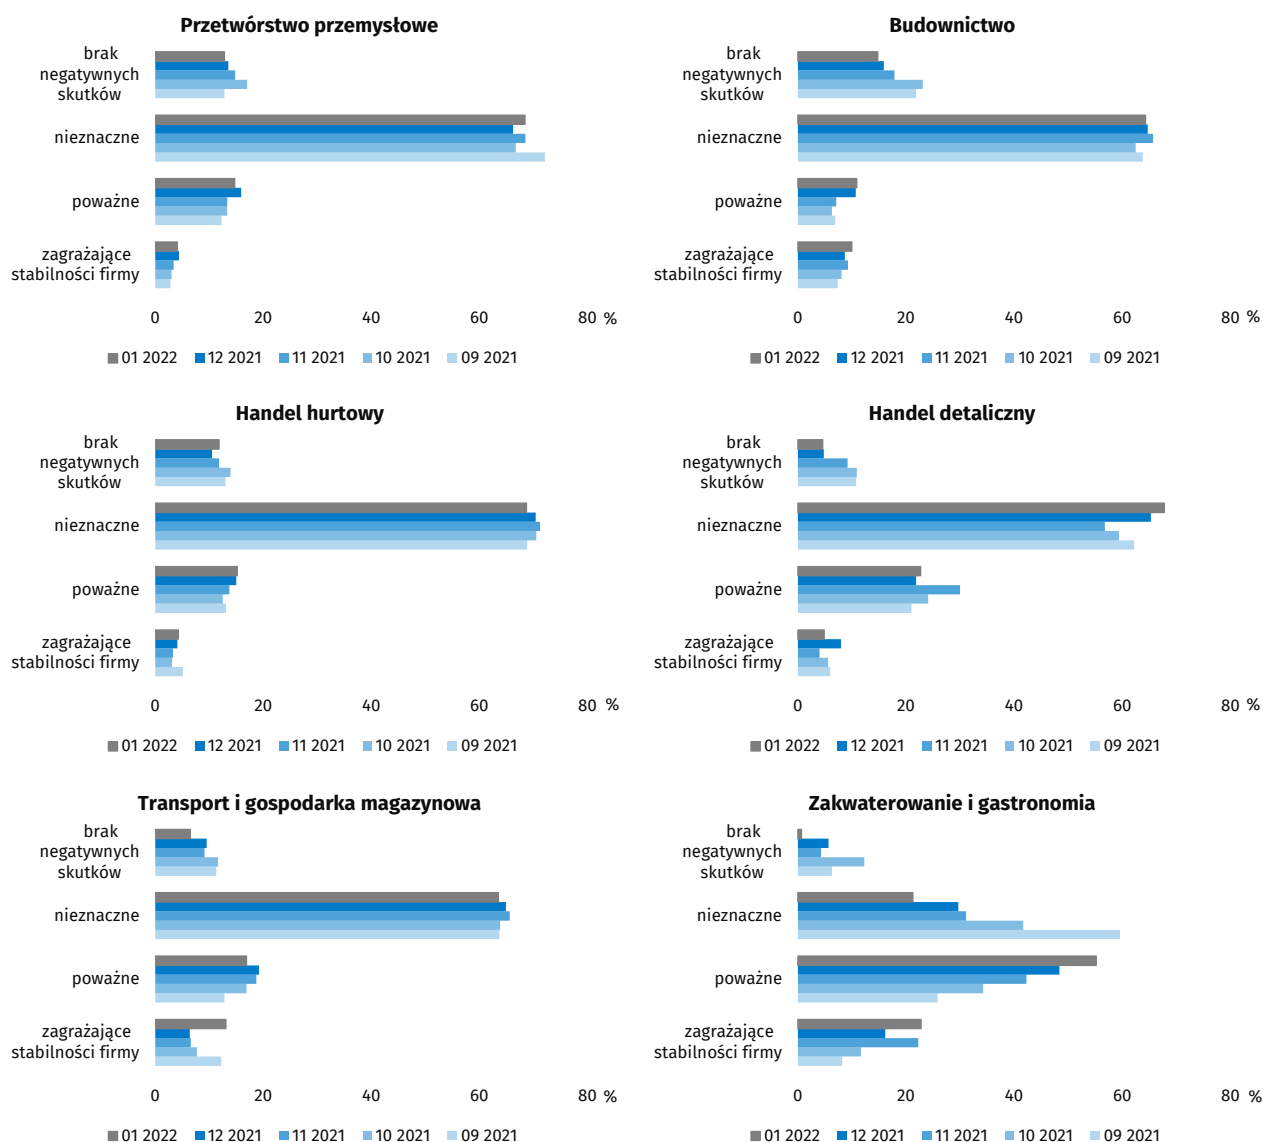 Przetwórstwo przemysłowe
brak
negatywnych
skutków
nieznaczne
poważne
zagrażające
stabilności firmy
0 20 40 60 80 %
01 2022 12 2021 11 2021 10 2021 09 2021
Budownictwo
brak
negatywnych
skutków
nieznaczne
poważne
zagrażające
stabilności firmy
0 20 40 60 80 %
01 2022 12 2021 11 2021 10 2021 09 2021
Handel hurtowy
brak
negatywnych
skutków
nieznaczne
poważne
zagrażające
stabilności firmy
0 20 40 60 80 %
01 2022 12 2021 11 2021 10 2021 09 2021
Handel detaliczny
brak
negatywnych
skutków
nieznaczne
poważne
zagrażające
stabilności firmy
0 20 40 60 80 %
01 2022 12 2021 11 2021 10 2021 09 2021
Transport i gospodarka magazynowa
brak
negatywnych
skutków
nieznaczne
poważne
zagrażające
stabilności firmy
0 20 40 60 80 %
01 2022 12 2021 11 2021 10 2021 09 2021
Zakwaterowanie i gastronomia
brak
negatywnych
skutków
nieznaczne
poważne
zagrażające
stabilności firmy
0 20 40 60 80 %
01 2022 12 2021 11 2021 10 2021 09 2021